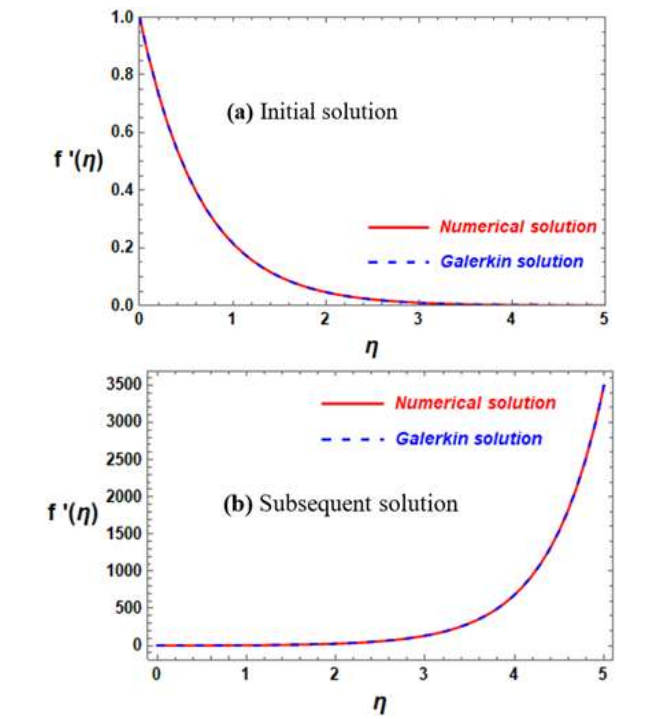 1.0
0.8
(a) Initial solution
0.6
f '(η)
0.4
Numerical solution
0.2
Galerkin solution
0.0
0 1 2 3 4 5
η
3500
Numerical solution
3000
Galerkin solution
2500
2000
(b) Subsequent solution
f '(η)
1500
1000
500
0
0 1 2 3 4 5
η